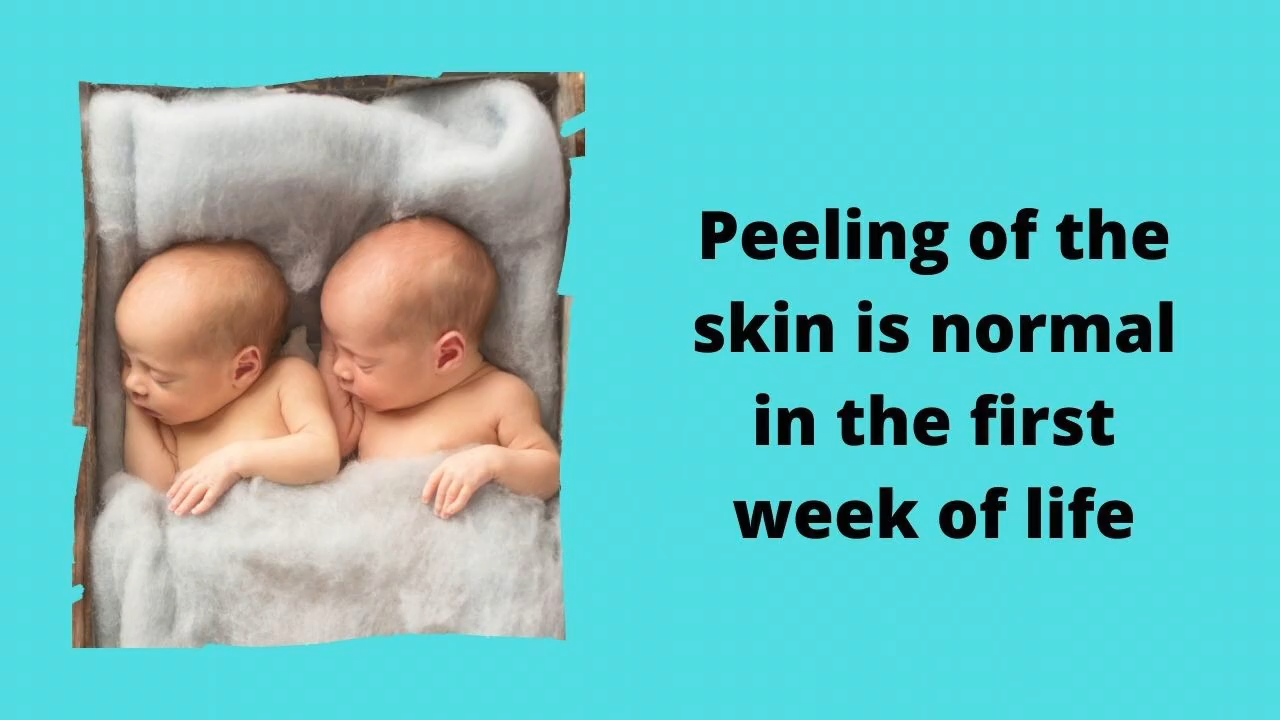 Peeling of the
skin is normal
in the first
week of life